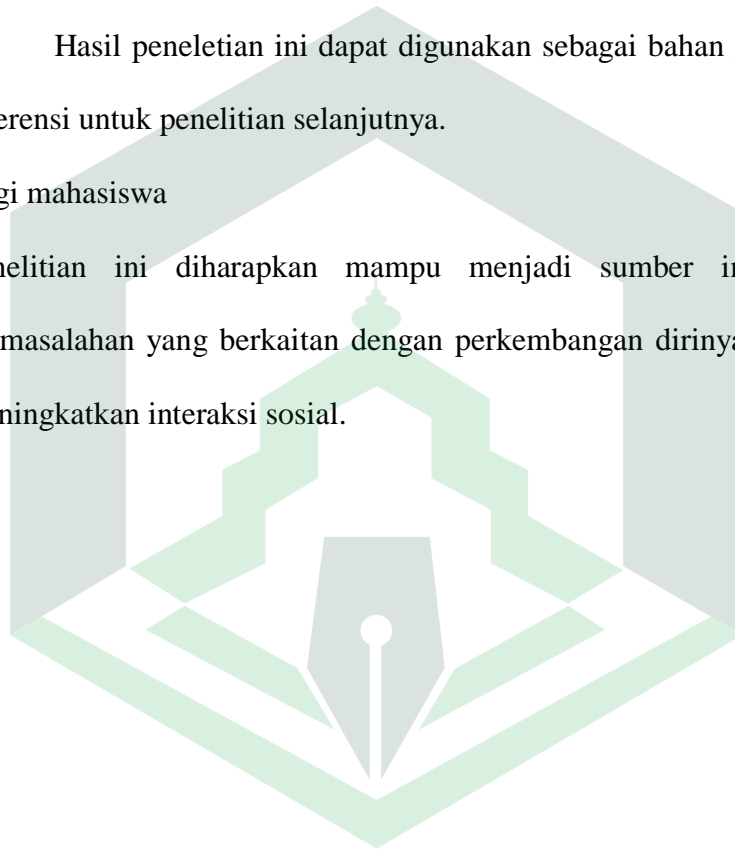 Hasil peneletian ini dapat digunakan sebagai bahan
erensi untuk penelitian selanjutnya.
gi mahasiswa
nelitian ini diharapkan mampu menjadi sumber in
masalahan yang berkaitan dengan perkembangan dirinya
ningkatkan interaksi sosial.